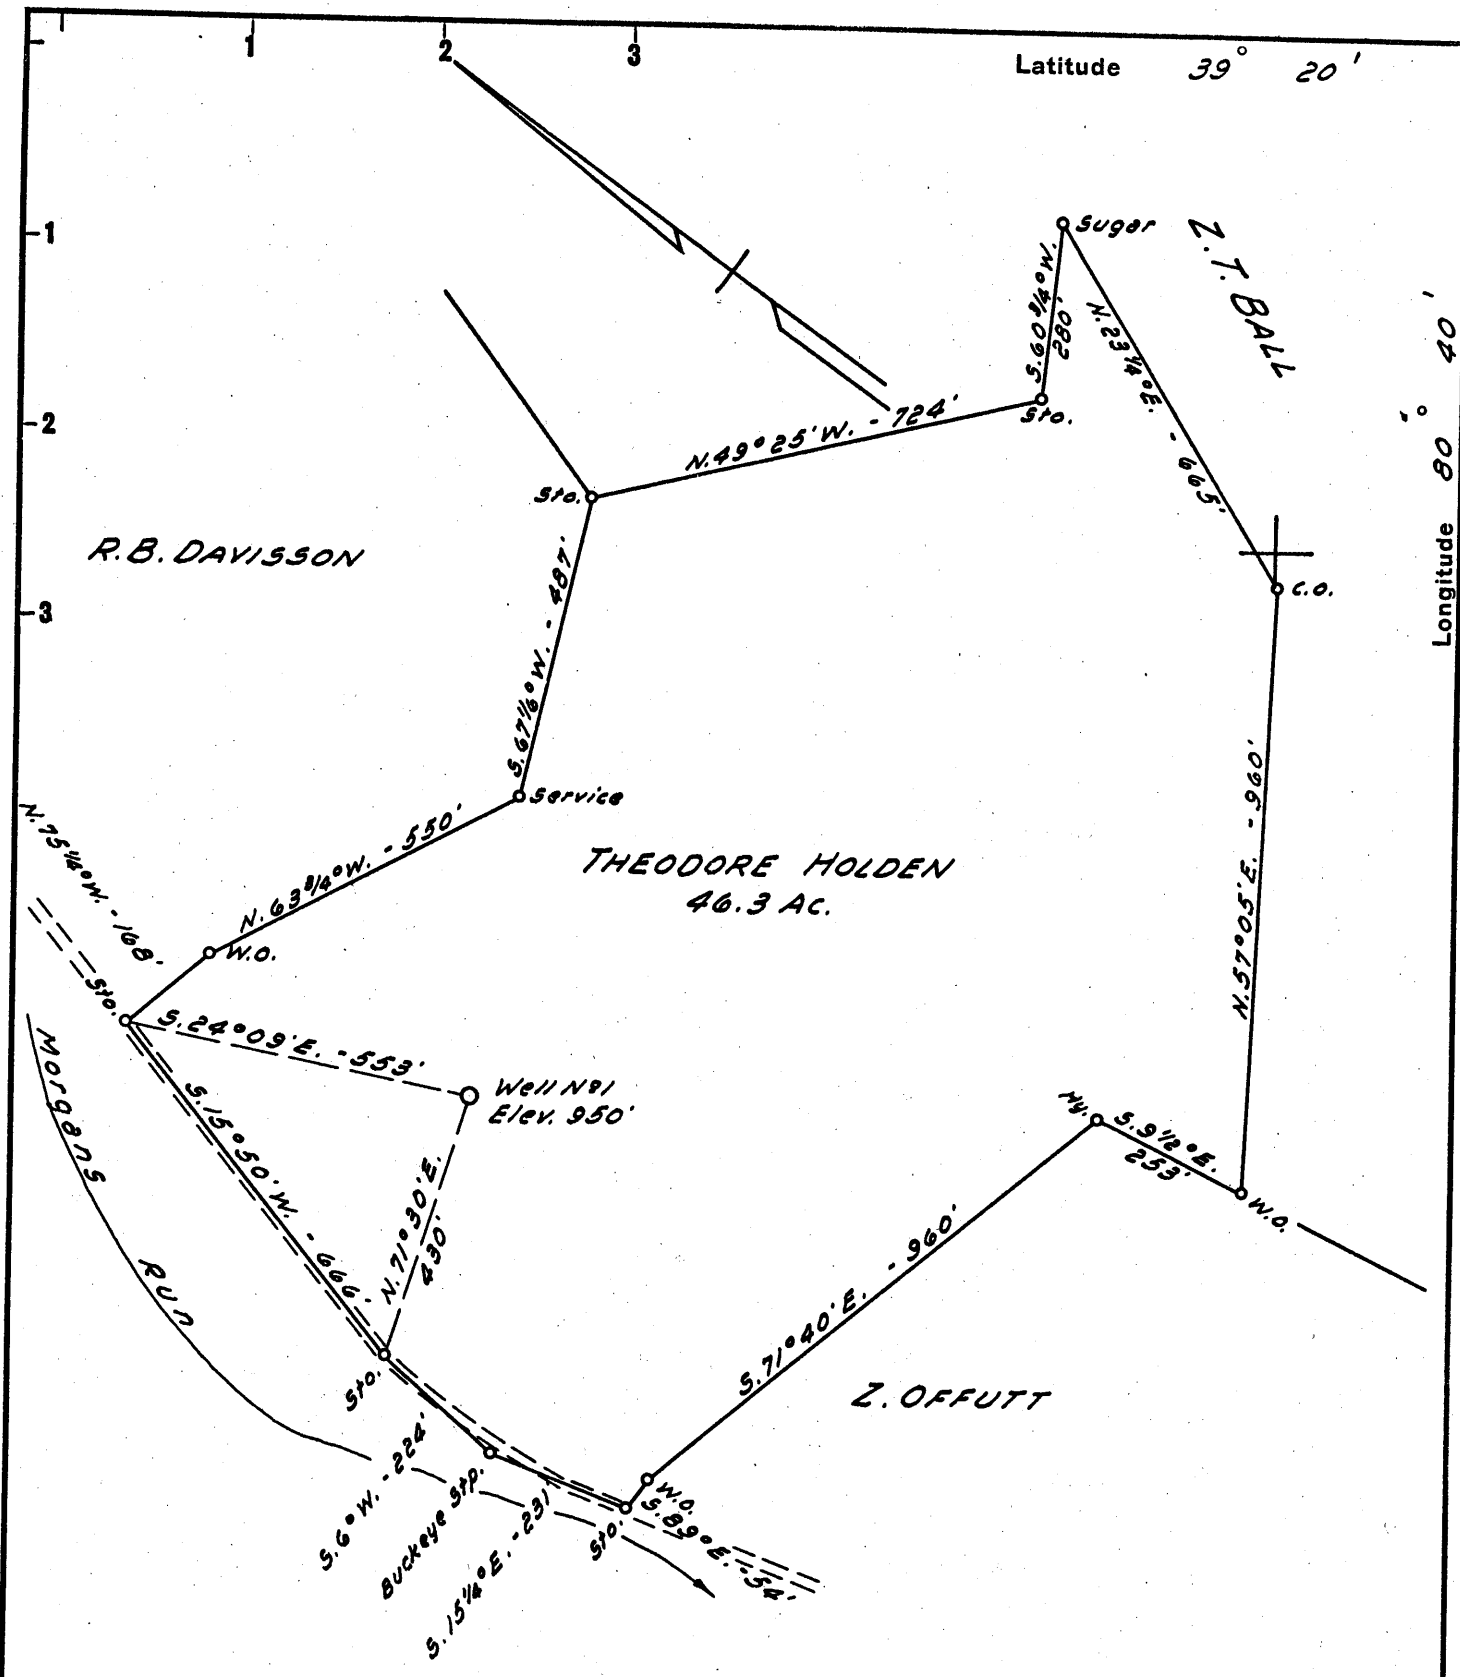 1
2
3
Latitude 39° 20'
-1
-2
-3
Longitude 80° 40'
Sugar
Z.T. BALL
S.60 3/4° W.
280'
N.23 1/4° E. - 665'
Sto.
N.49° 25' W. - 724'
Sto.
R.B. DAVISSON
C.O.
S.67 1/6° W. - 487'
Service
N.57° 05' E. - 960'
N.75 1/4° W. - 168'
N.63 3/4° W. - 550'
THEODORE HOLDEN
46.3 AC.
W.O.
Sto.
S.24° 09' E. - 553'
Well No 1
Elev. 950'
Morgans
Run
S.15° 50' W. - 666'
N.71° 30' E.
430'
Hy.
S.9 1/2° E.
253'
W.O.
S.71° 40' E. - 960'
Sto.
Z. OFFUTT
S.6° W. - 224'
Buckeye Stp.
S.15 1/4° E. - 231'
Sto.
W.O.
S.89° E. - 54'